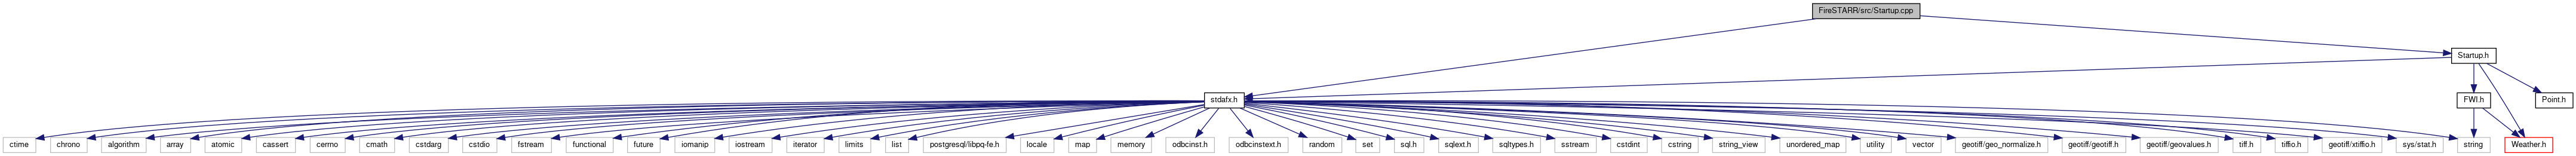 FireSTARR/src/Startup.cpp
Startup.h
stdafx.h
FWI.h
Point.h
ctime
chrono
algorithm
array
atomic
cassert
cerrno
cmath
cstdarg
cstdio
fstream
functional
future
iomanip
iostream
iterator
limits
list
postgresql/libpq-fe.h
locale
map
memory
odbcinst.h
odbcinstext.h
random
set
sql.h
sqlext.h
sqltypes.h
sstream
cstdint
cstring
string_view
unordered_map
utility
vector
geotiff/geo_normalize.h
geotiff/geotiff.h
geotiff/geovalues.h
tiff.h
tiffio.h
geotiff/xtiffio.h
sys/stat.h
string
Weather.h